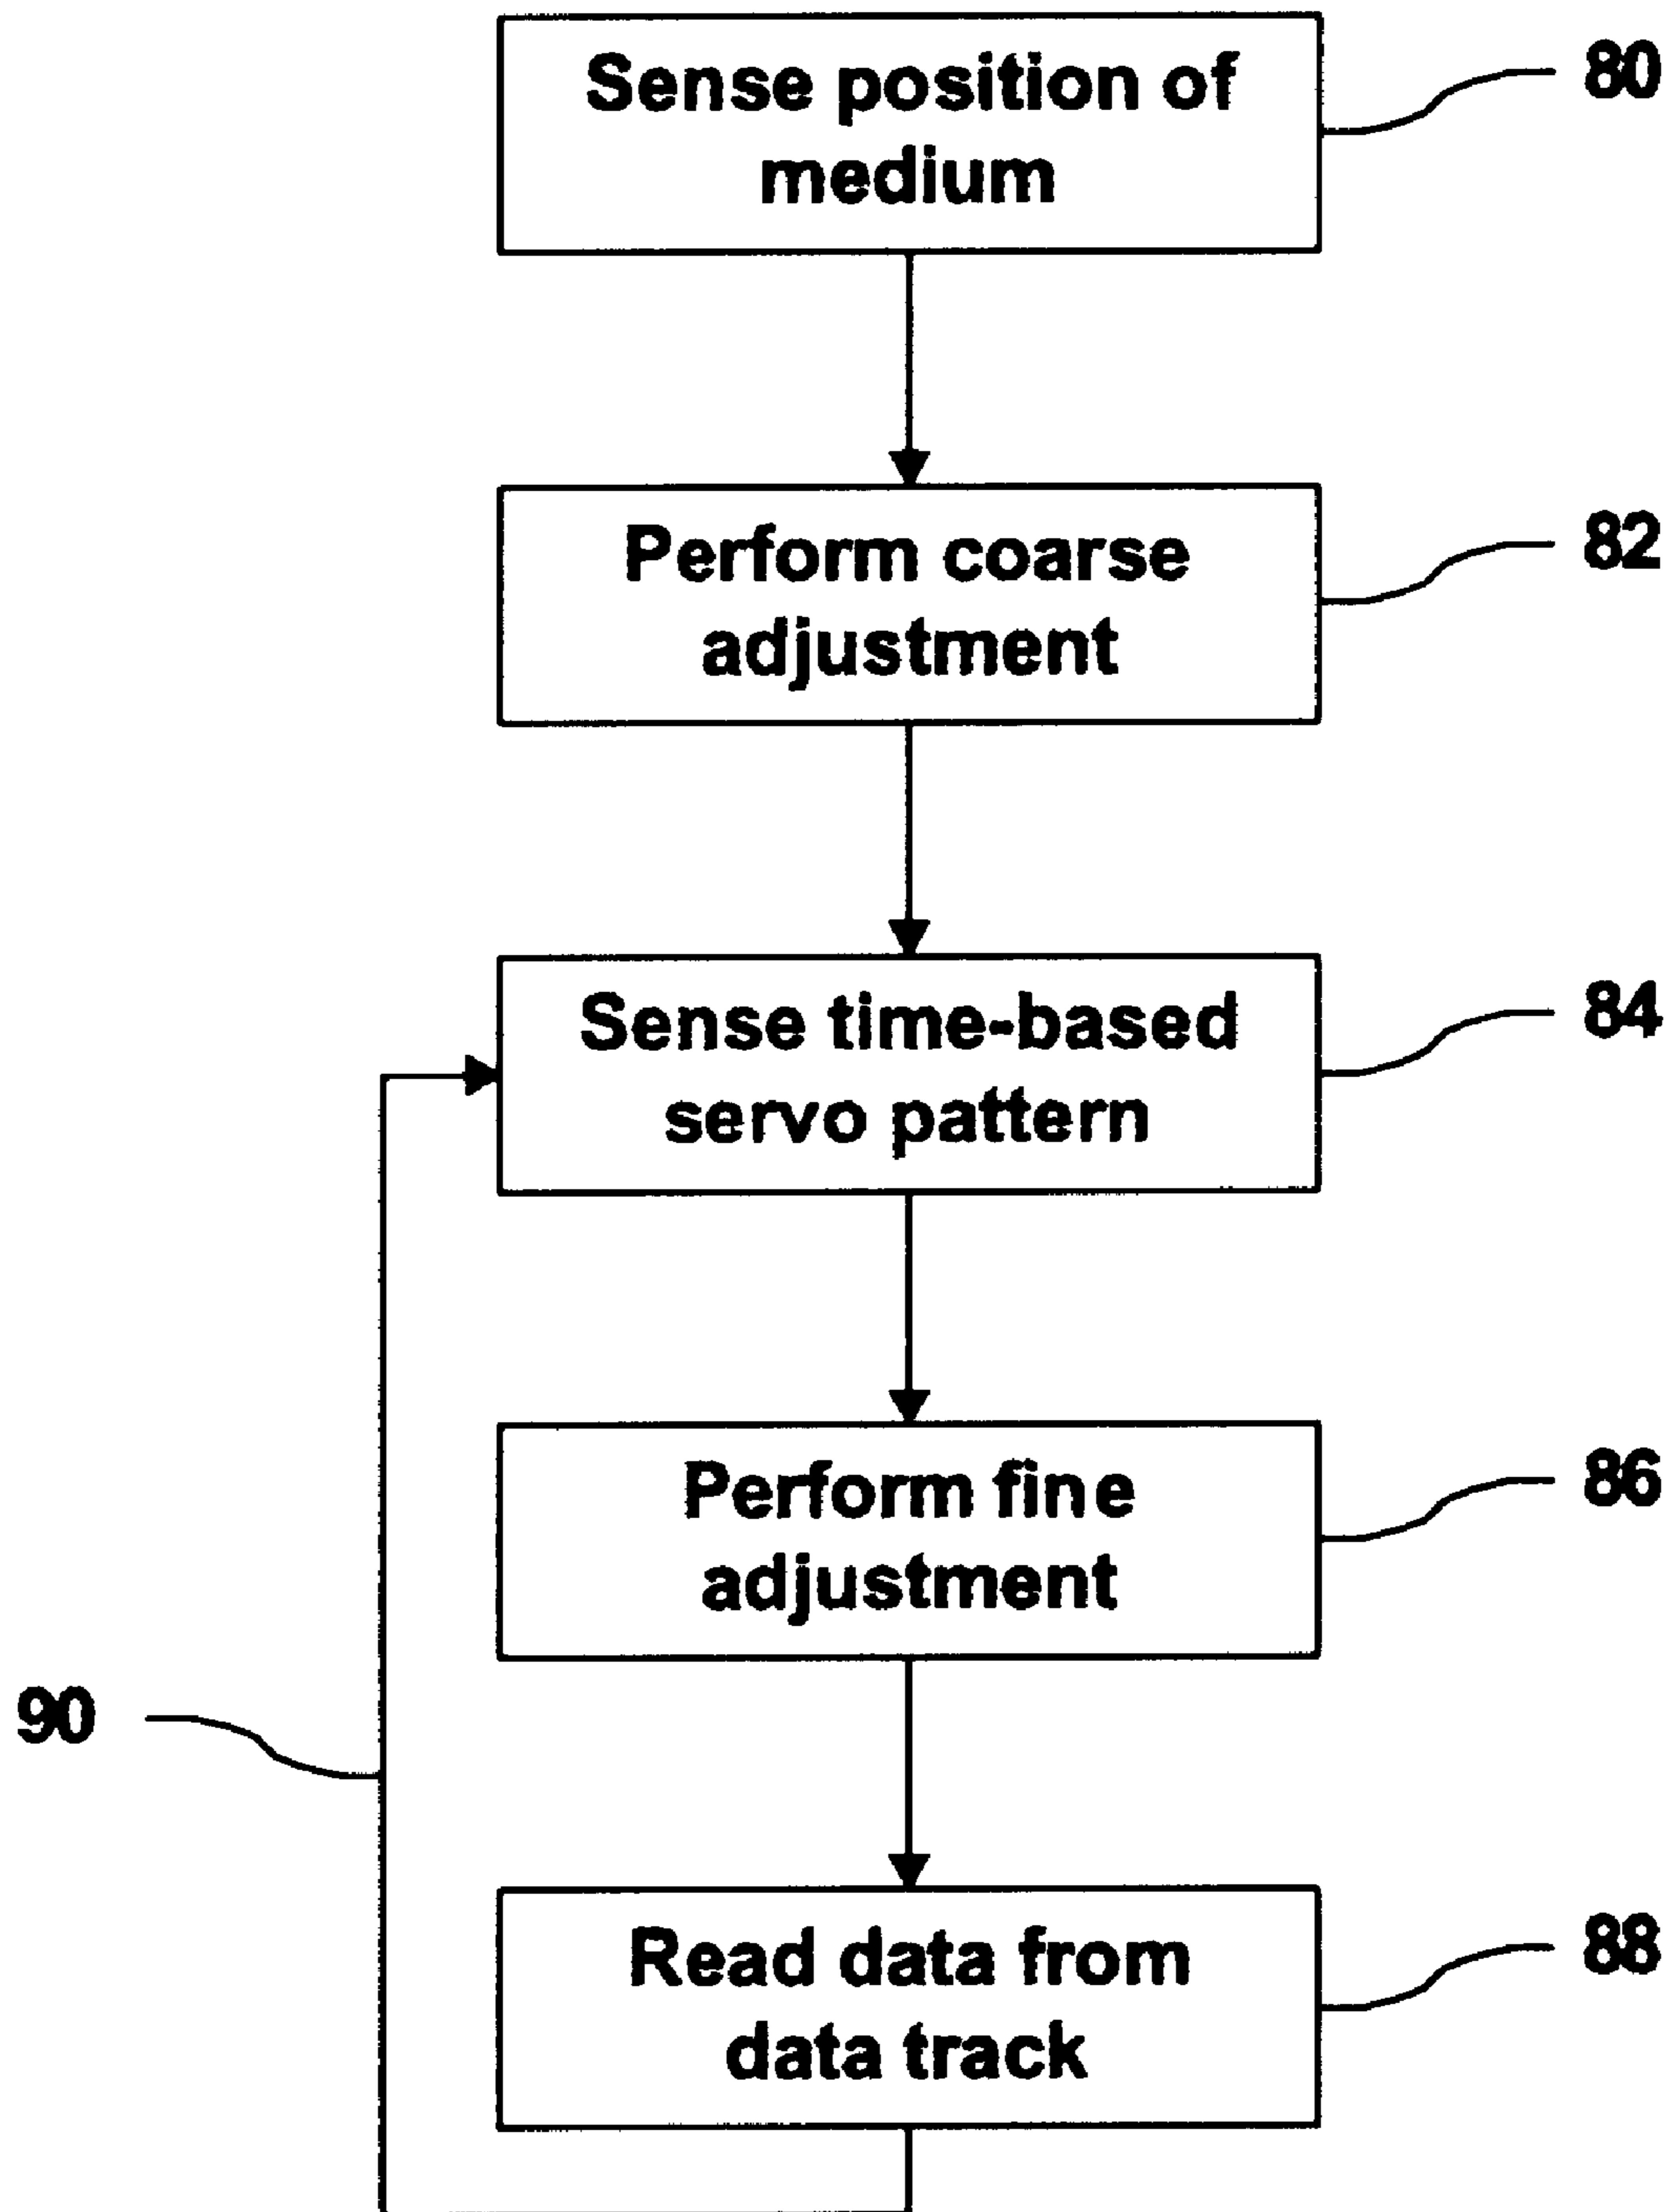 Sense position of
medium
80
Perform coarse
adjustment
82
Sense time-based
servo pattern
84
Perform fine
adjustment
86
90
Read data from
data track
88